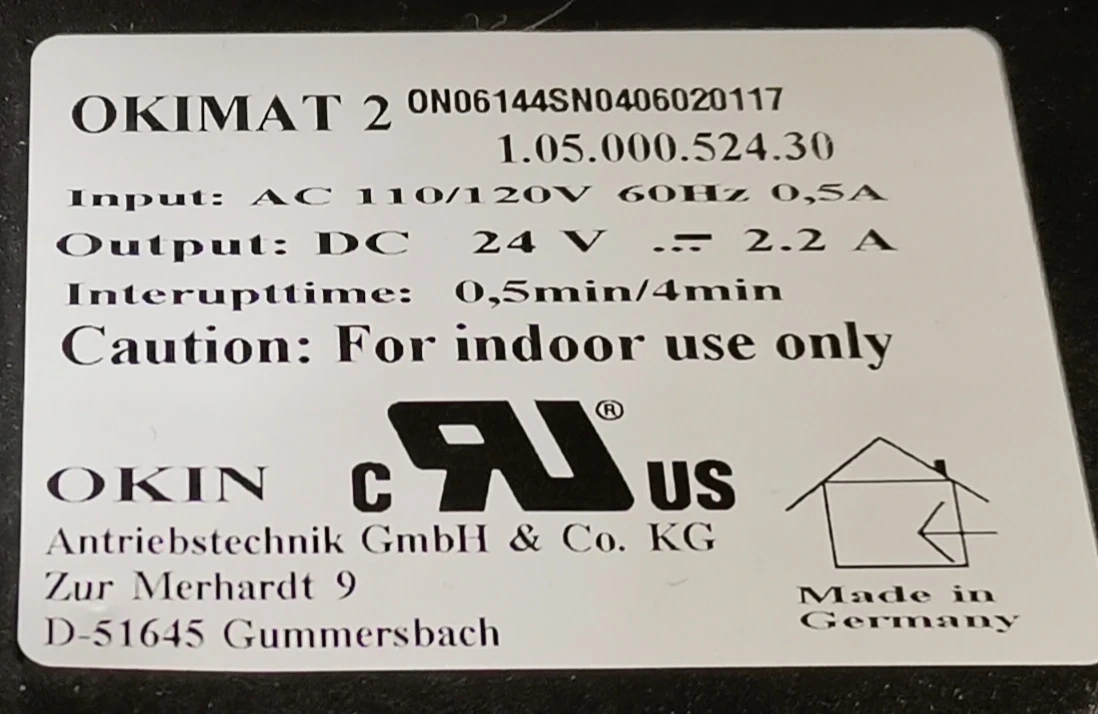 OKIMAT 2 ON06144SN0406020117
1.05.000.524.30
Input: AC 110/120V 60Hz 0,5A
Output: DC 24 V ⎓ 2.2 A
Interupttime: 0,5min/4min
Caution: For indoor use only
OKIN C RU ® US
Antriebstechnik GmbH & Co. KG
Zur Merhardt 9
D-51645 Gummersbach
Made in
Germany